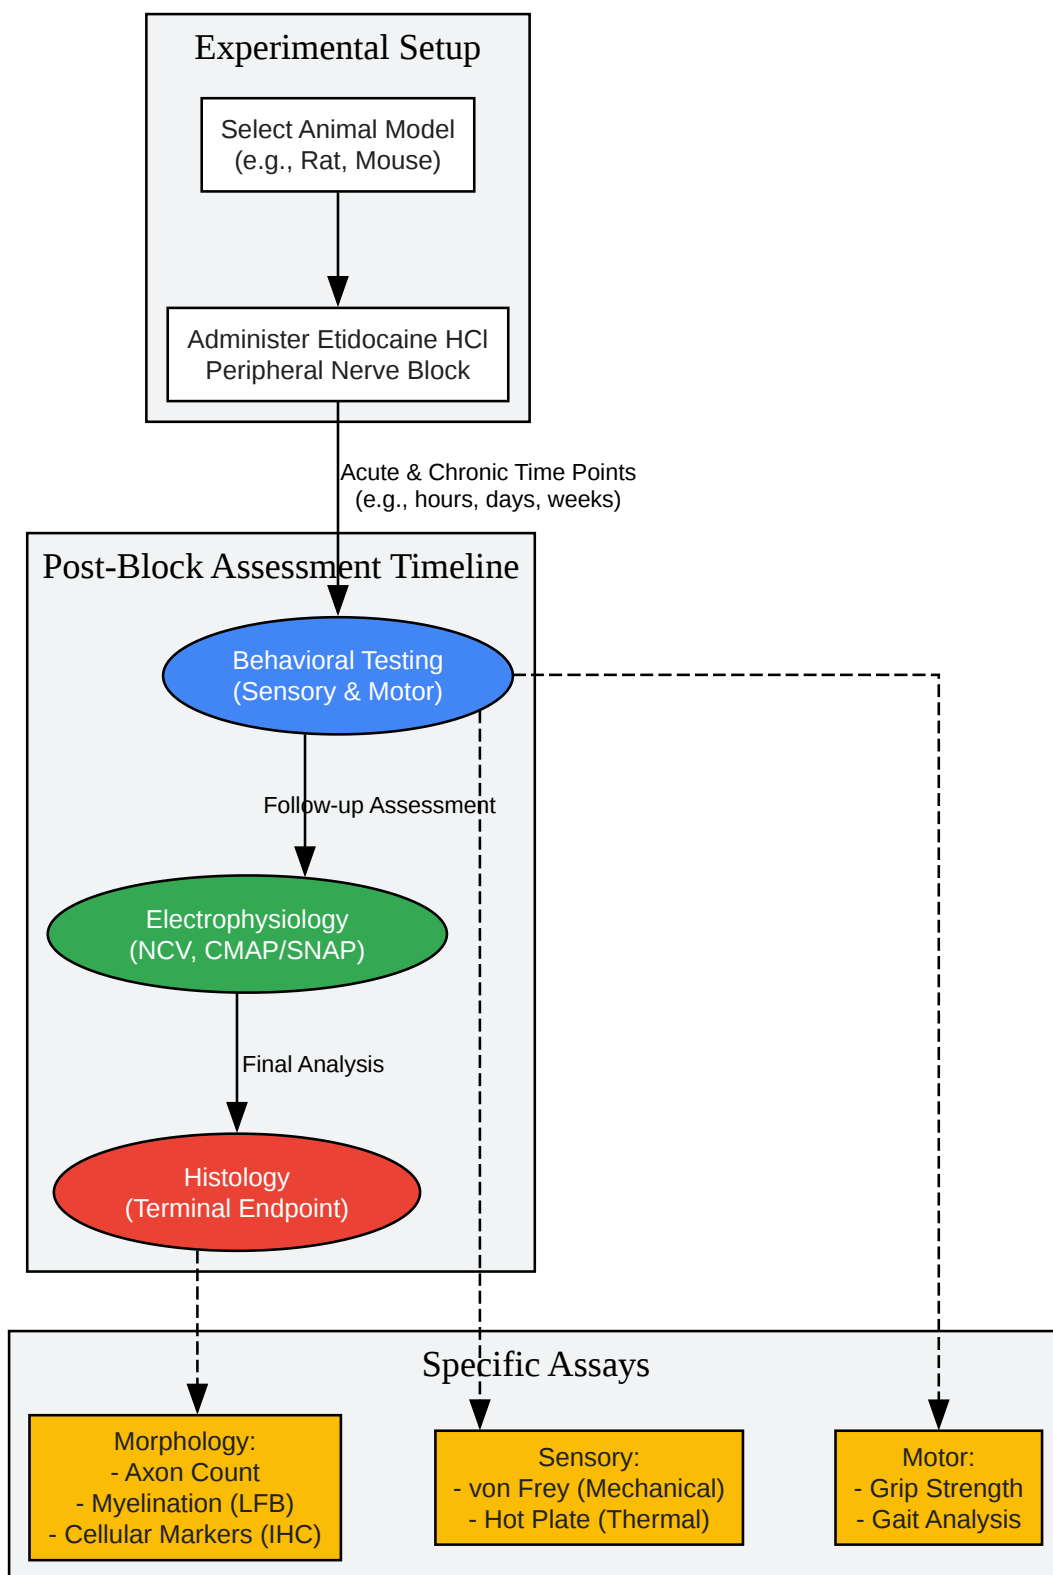 Experimental Setup
Select Animal Model
(e.g., Rat, Mouse)
Administer Etidocaine HCl
Peripheral Nerve Block
Acute & Chronic Time Points
(e.g., hours, days, weeks)
Post-Block Assessment Timeline
Behavioral Testing
(Sensory & Motor)
Follow-up Assessment
Electrophysiology
(NCV, CMAP/SNAP)
Final Analysis
Histology
(Terminal Endpoint)
Specific Assays
Morphology:
- Axon Count
- Myelination (LFB)
- Cellular Markers (IHC)
Sensory:
- von Frey (Mechanical)
- Hot Plate (Thermal)
Motor:
- Grip Strength
- Gait Analysis